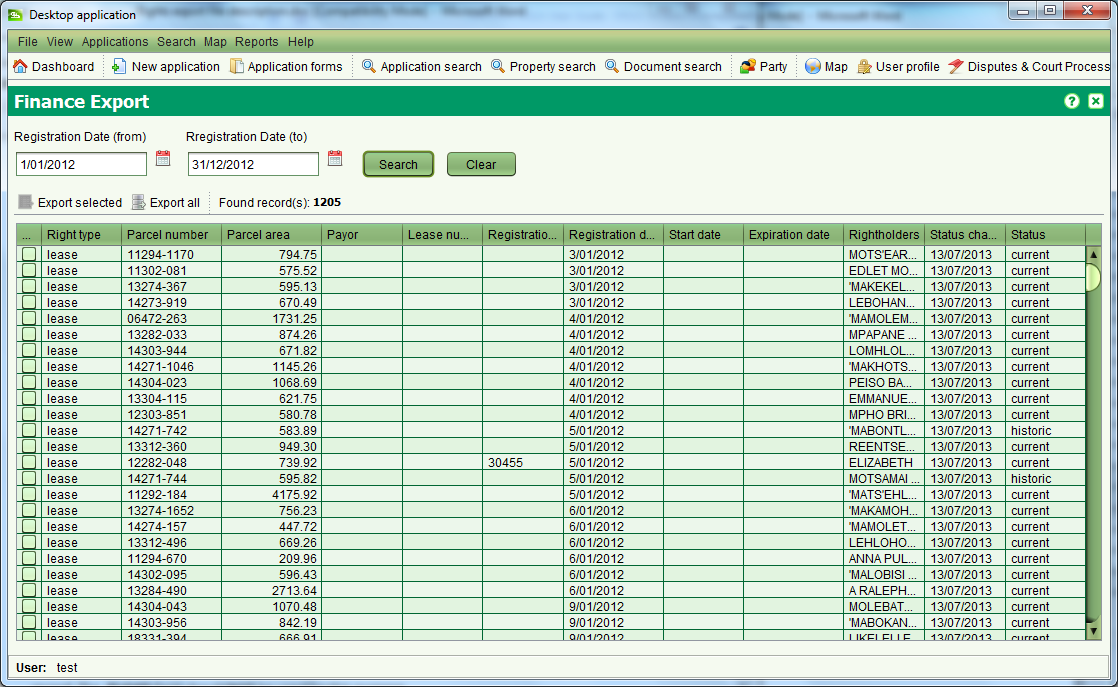 Desktop application
File View Applications Search Map Reports Help
Dashboard New application Application forms Application search Property search Document search Party Map User profile Disputes & Court Process
Finance Export
Registration Date (from) Rregistration Date (to)
1/01/2012 31/12/2012 Search Clear
Export selected Export all Found record(s): 1205
... Right type Parcel number Parcel area Payor Lease nu... Registratio... Registration d... Start date Expiration date Rightholders Status cha... Status
lease 11294-1170 794.75 3/01/2012 MOTS'EAR... 13/07/2013 current
lease 11302-081 575.52 3/01/2012 EDLET MO... 13/07/2013 current
lease 13274-367 595.13 3/01/2012 'MAKEKEL... 13/07/2013 current
lease 14273-919 670.49 3/01/2012 LEBOHAN... 13/07/2013 current
lease 06472-263 1731.25 4/01/2012 'MAMOLEM... 13/07/2013 current
lease 13282-033 874.26 4/01/2012 MPAPANE ... 13/07/2013 current
lease 14303-944 671.82 4/01/2012 LOMHLOL... 13/07/2013 current
lease 14271-1046 1145.26 4/01/2012 'MAKHOTS... 13/07/2013 current
lease 14304-023 1068.69 4/01/2012 PEISO BA... 13/07/2013 current
lease 13304-115 621.75 4/01/2012 EMMANUE... 13/07/2013 current
lease 12303-851 580.78 4/01/2012 MPHO BRI... 13/07/2013 current
lease 14271-742 583.89 5/01/2012 'MABONTL... 13/07/2013 historic
lease 13312-360 949.30 5/01/2012 REENTSE... 13/07/2013 current
lease 12282-048 739.92 30455 5/01/2012 ELIZABETH 13/07/2013 current
lease 14271-744 595.82 5/01/2012 MOTSAMAI ... 13/07/2013 historic
lease 11292-184 4175.92 5/01/2012 'MATS'EHL... 13/07/2013 current
lease 13274-1652 756.23 6/01/2012 'MAKAMOH... 13/07/2013 current
lease 14274-157 447.72 6/01/2012 'MAMOLET... 13/07/2013 current
lease 13312-496 669.26 6/01/2012 LEHLOHO... 13/07/2013 current
lease 11294-670 209.96 6/01/2012 ANNA PUL... 13/07/2013 current
lease 14302-095 596.43 6/01/2012 'MALOBISI ... 13/07/2013 current
lease 13284-490 2713.64 6/01/2012 A RALEPH... 13/07/2013 current
lease 14304-043 1070.48 9/01/2012 MOLEBAT... 13/07/2013 current
lease 14303-956 842.19 9/01/2012 'MABOKAN... 13/07/2013 current
lease 18331-394 666.91 9/01/2012 LIKELELLE 13/07/2013 current
User: test